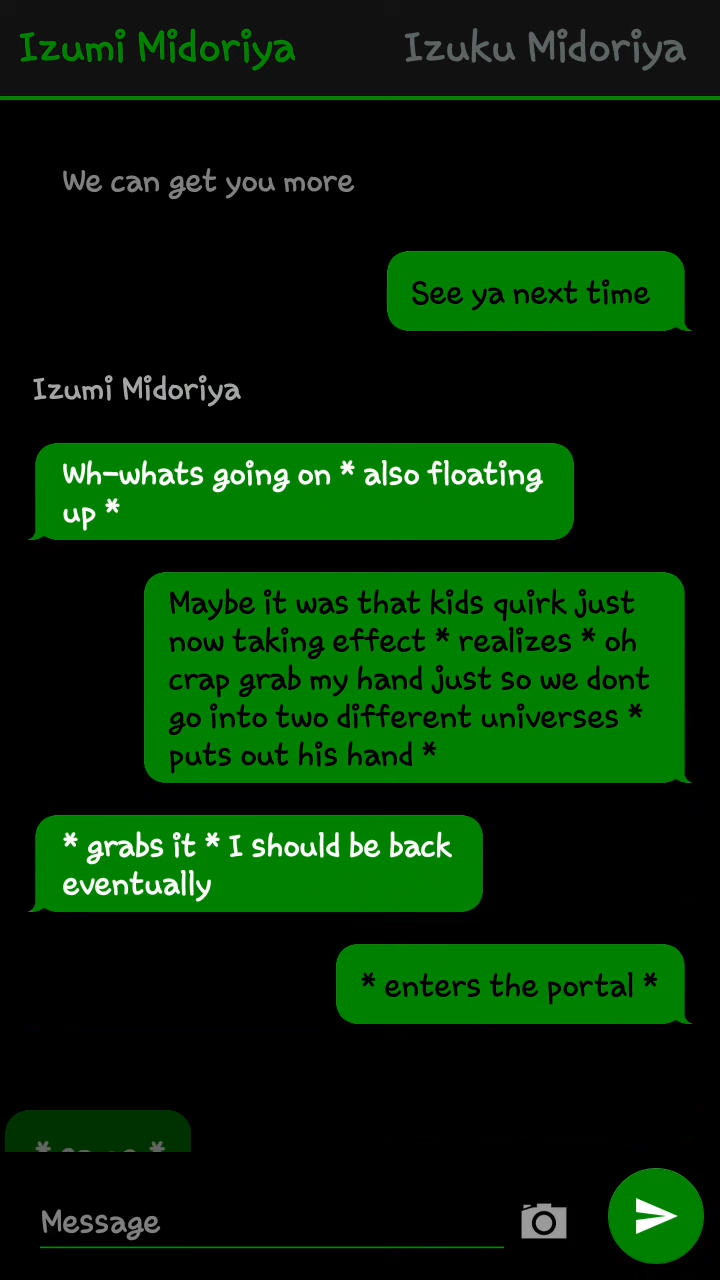 Izumi Midoriya
Izuku Midoriya
We can get you more
See ya next time
Izumi Midoriya
Wh-whats going on * also floating
up *
Maybe it was that kids quirk just
now taking effect * realizes * oh
crap grab my hand just so we dont
go into two different universes *
puts out his hand *
* grabs it * I should be back
eventually
* enters the portal *
Message